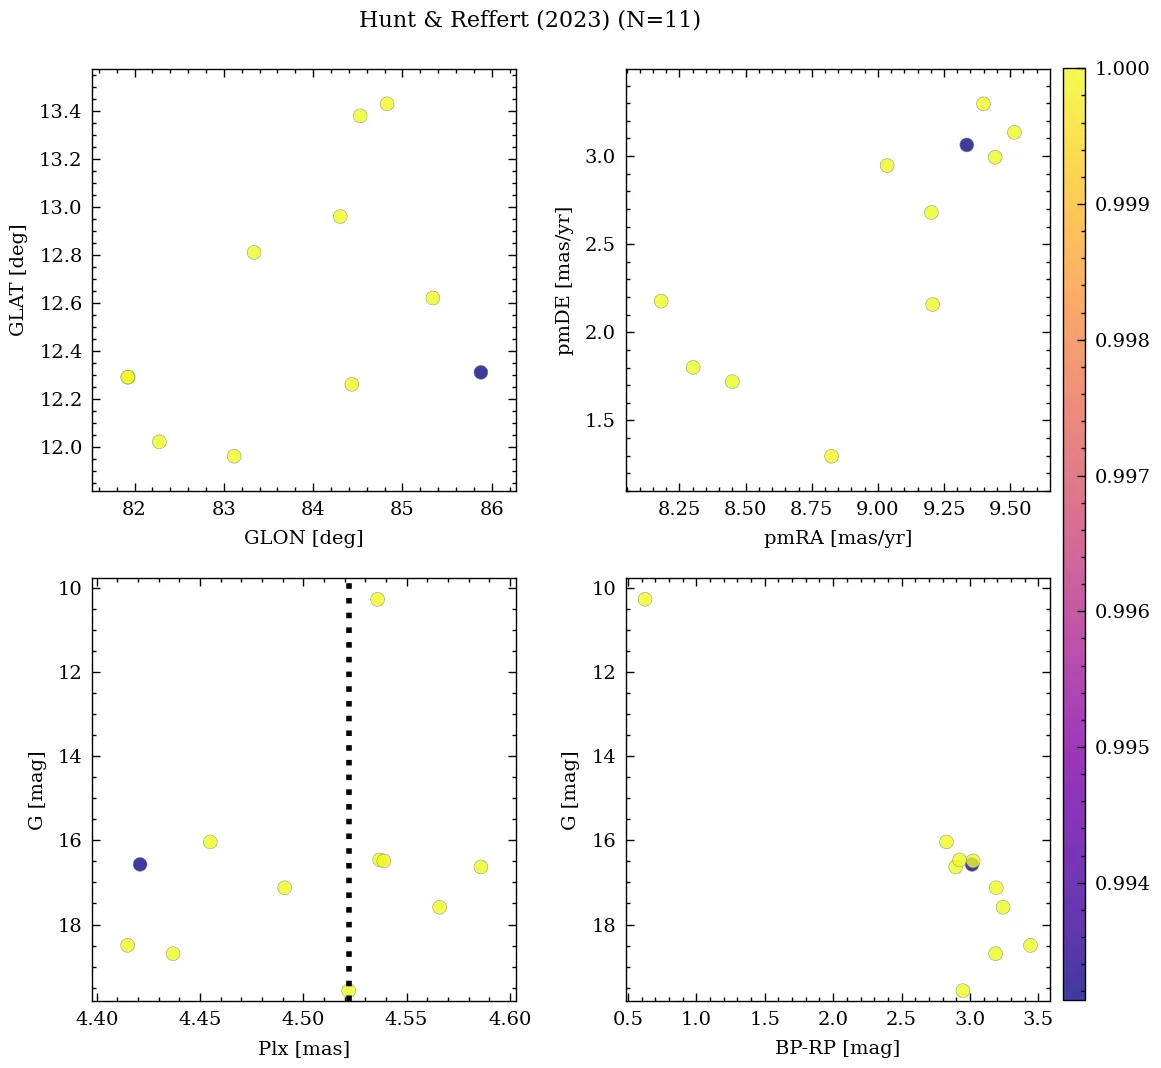 Hunt & Reffert (2023) (N=11)
13.4
13.2
13.0
12.8
12.6
12.4
12.2
12.0
GLAT [deg]
82 83 84 85 86
GLON [deg]
3.0
2.5
2.0
1.5
pmDE [mas/yr]
8.25 8.50 8.75 9.00 9.25 9.50
pmRA [mas/yr]
10
12
14
16
18
G [mag]
4.40 4.45 4.50 4.55 4.60
Plx [mas]
10
12
14
16
18
G [mag]
0.5 1.0 1.5 2.0 2.5 3.0 3.5
BP-RP [mag]
1.000
0.999
0.998
0.997
0.996
0.995
0.994